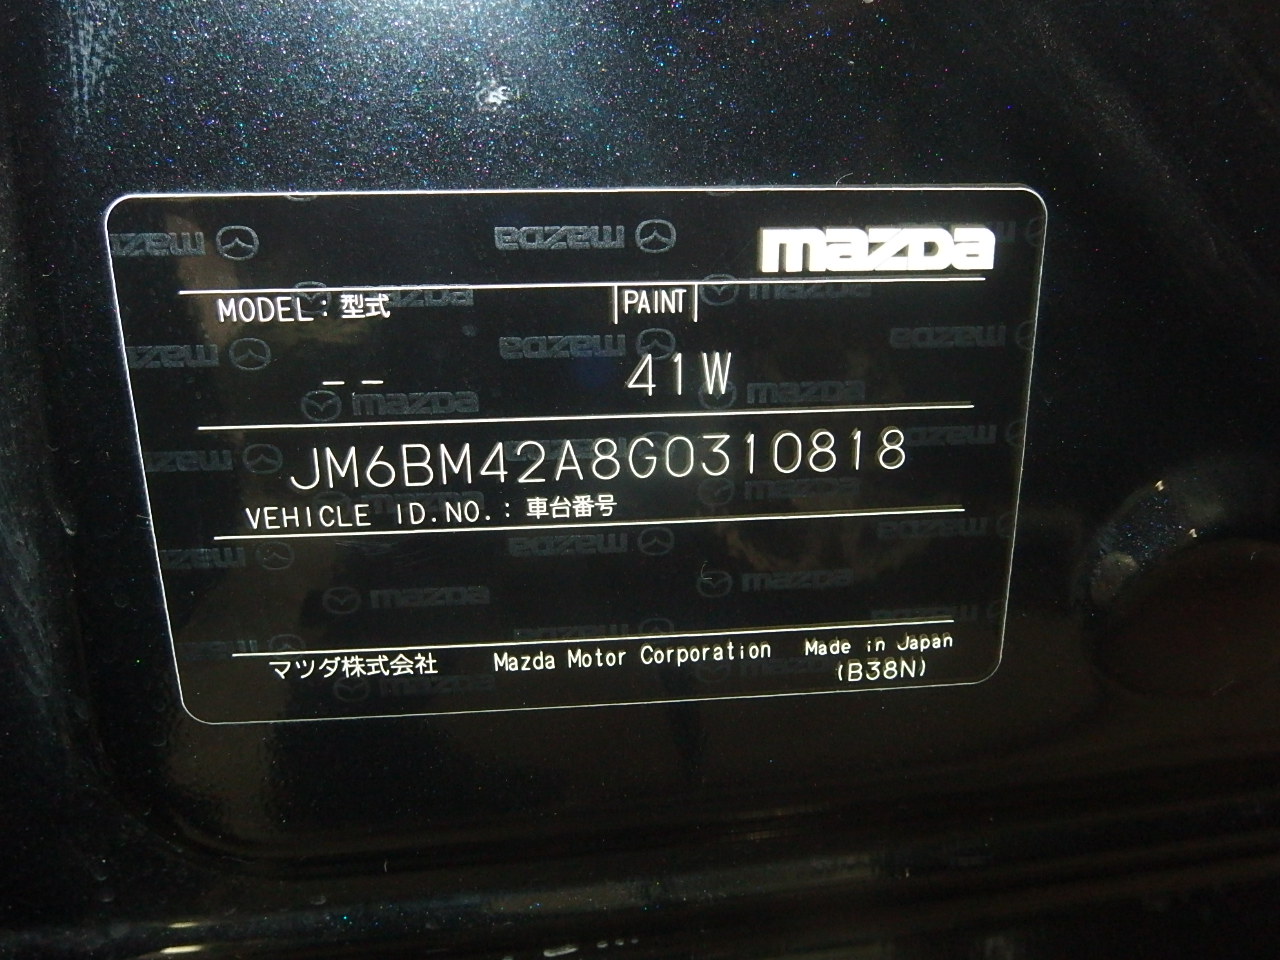 mazda
MODEL: 型式 PAINT
-- 41W
JM6BM42A8G0310818
VEHICLE ID.NO.: 車台番号
マツダ株式会社 Mazda Motor Corporation Made in Japan
(B38N)